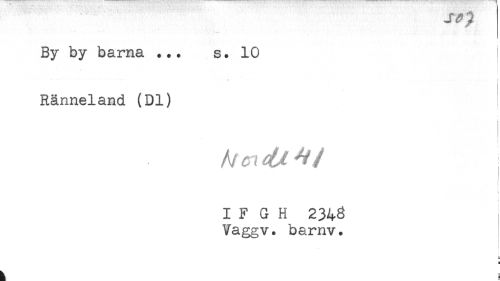 507
By by barna ... s. 10
Ränneland (Dl)
Nordl 41
I F G H 2348
Vaggv. barnv.